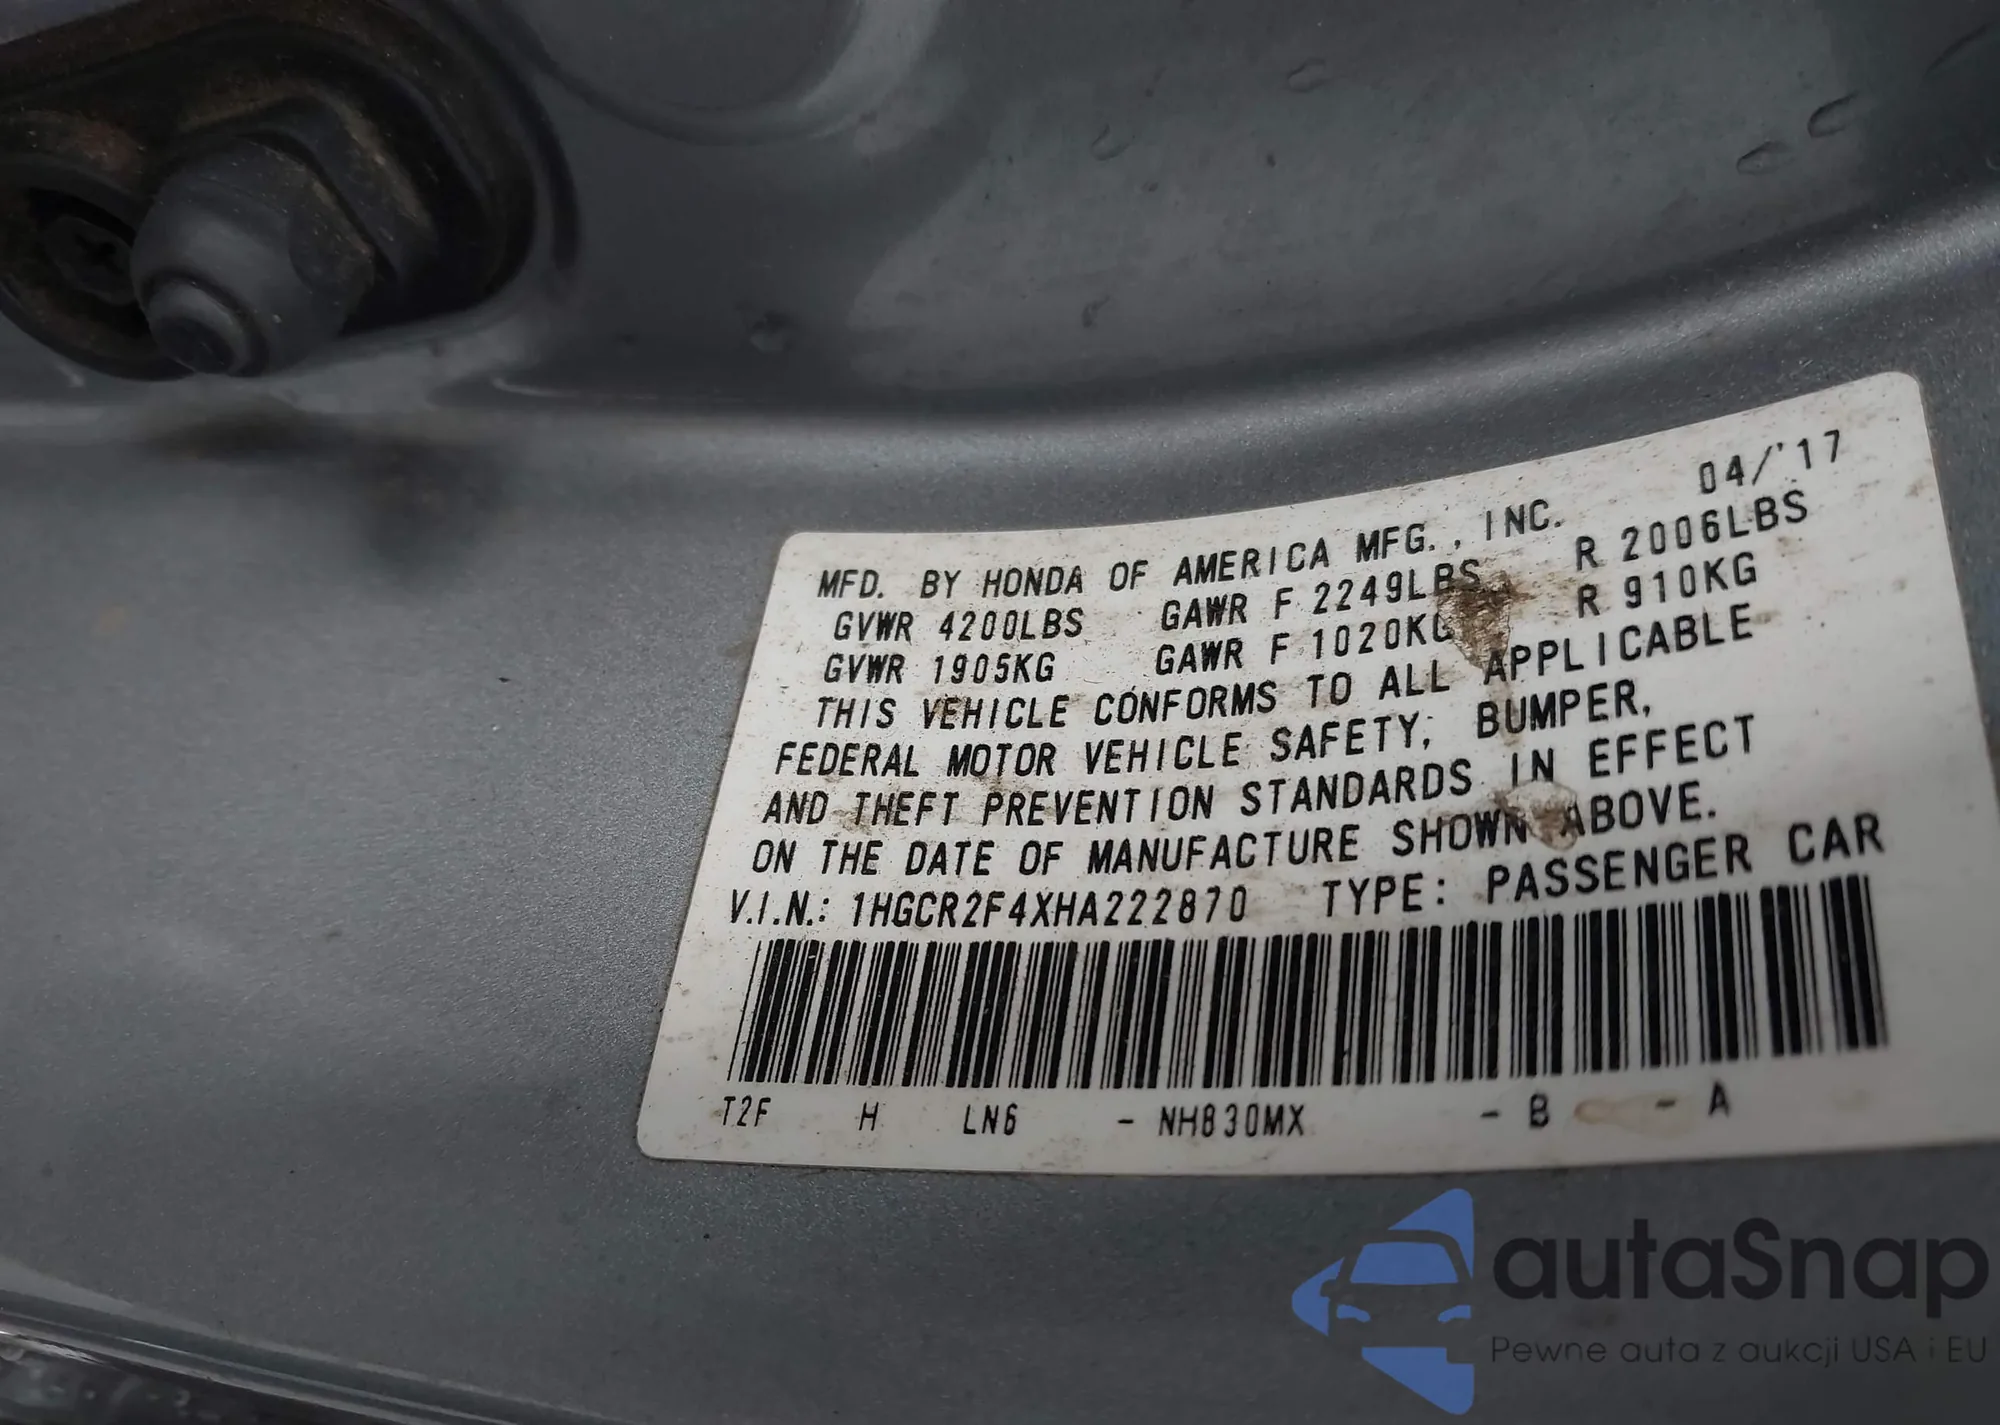 04/'17
MFD. BY HONDA OF AMERICA MFG., INC.
GVWR 4200LBS GAWR F 2249LBS R 2006LBS
GVWR 1905KG GAWR F 1020KG R 910KG
THIS VEHICLE CONFORMS TO ALL APPLICABLE
FEDERAL MOTOR VEHICLE SAFETY, BUMPER,
AND THEFT PREVENTION STANDARDS IN EFFECT
ON THE DATE OF MANUFACTURE SHOWN ABOVE.
V.I.N.: 1HGCR2F4XHA222870 TYPE: PASSENGER CAR
T2F H LN6 - NH830MX - B - A
autaSnap
Pewne auta z aukcji USA i EU